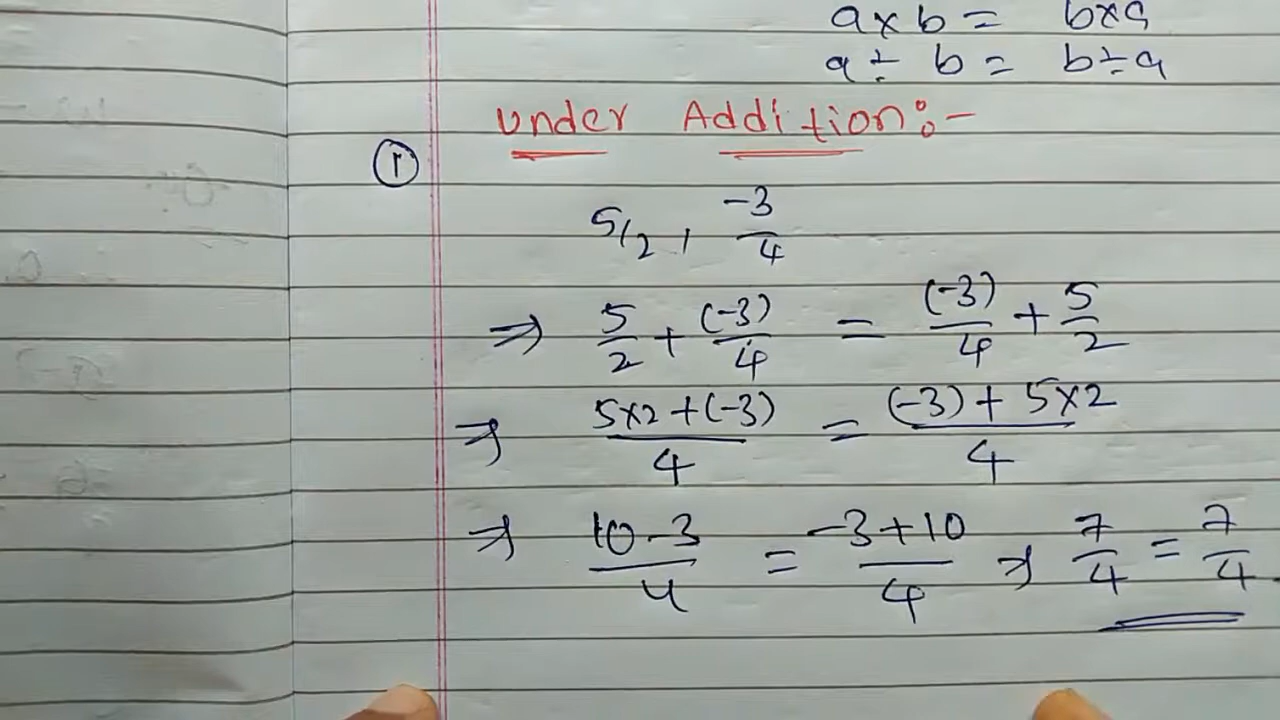 a×b = b×a
a÷b = b÷a
Under Addition:-
① 5/2, -3/4
⇒ 5/2 + (-3)/4 = (-3)/4 + 5/2
⇒ 5×2+(-3)/4 = (-3)+5×2/4
⇒ 10-3/4 = -3+10/4 ⇒ 7/4 = 7/4